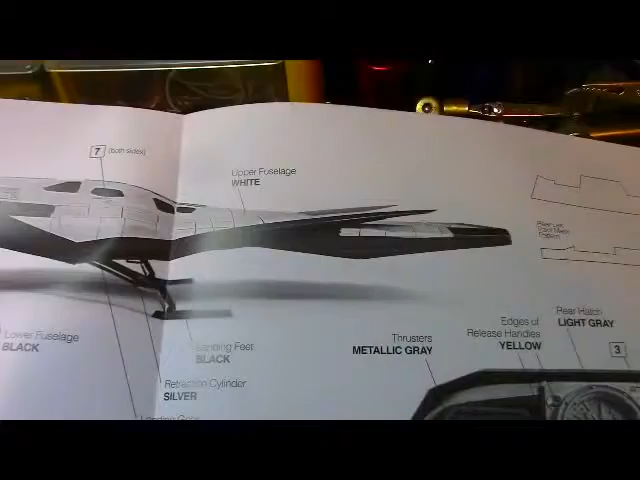 7 (both sides)
Upper Fuselage
WHITE
Lower Fuselage
BLACK
Landing Feet
BLACK
Retraction Cylinder
SILVER
Thrusters
METALLIC GRAY
Edges of
Release Handles
YELLOW
Rear Hatch
LIGHT GRAY
3